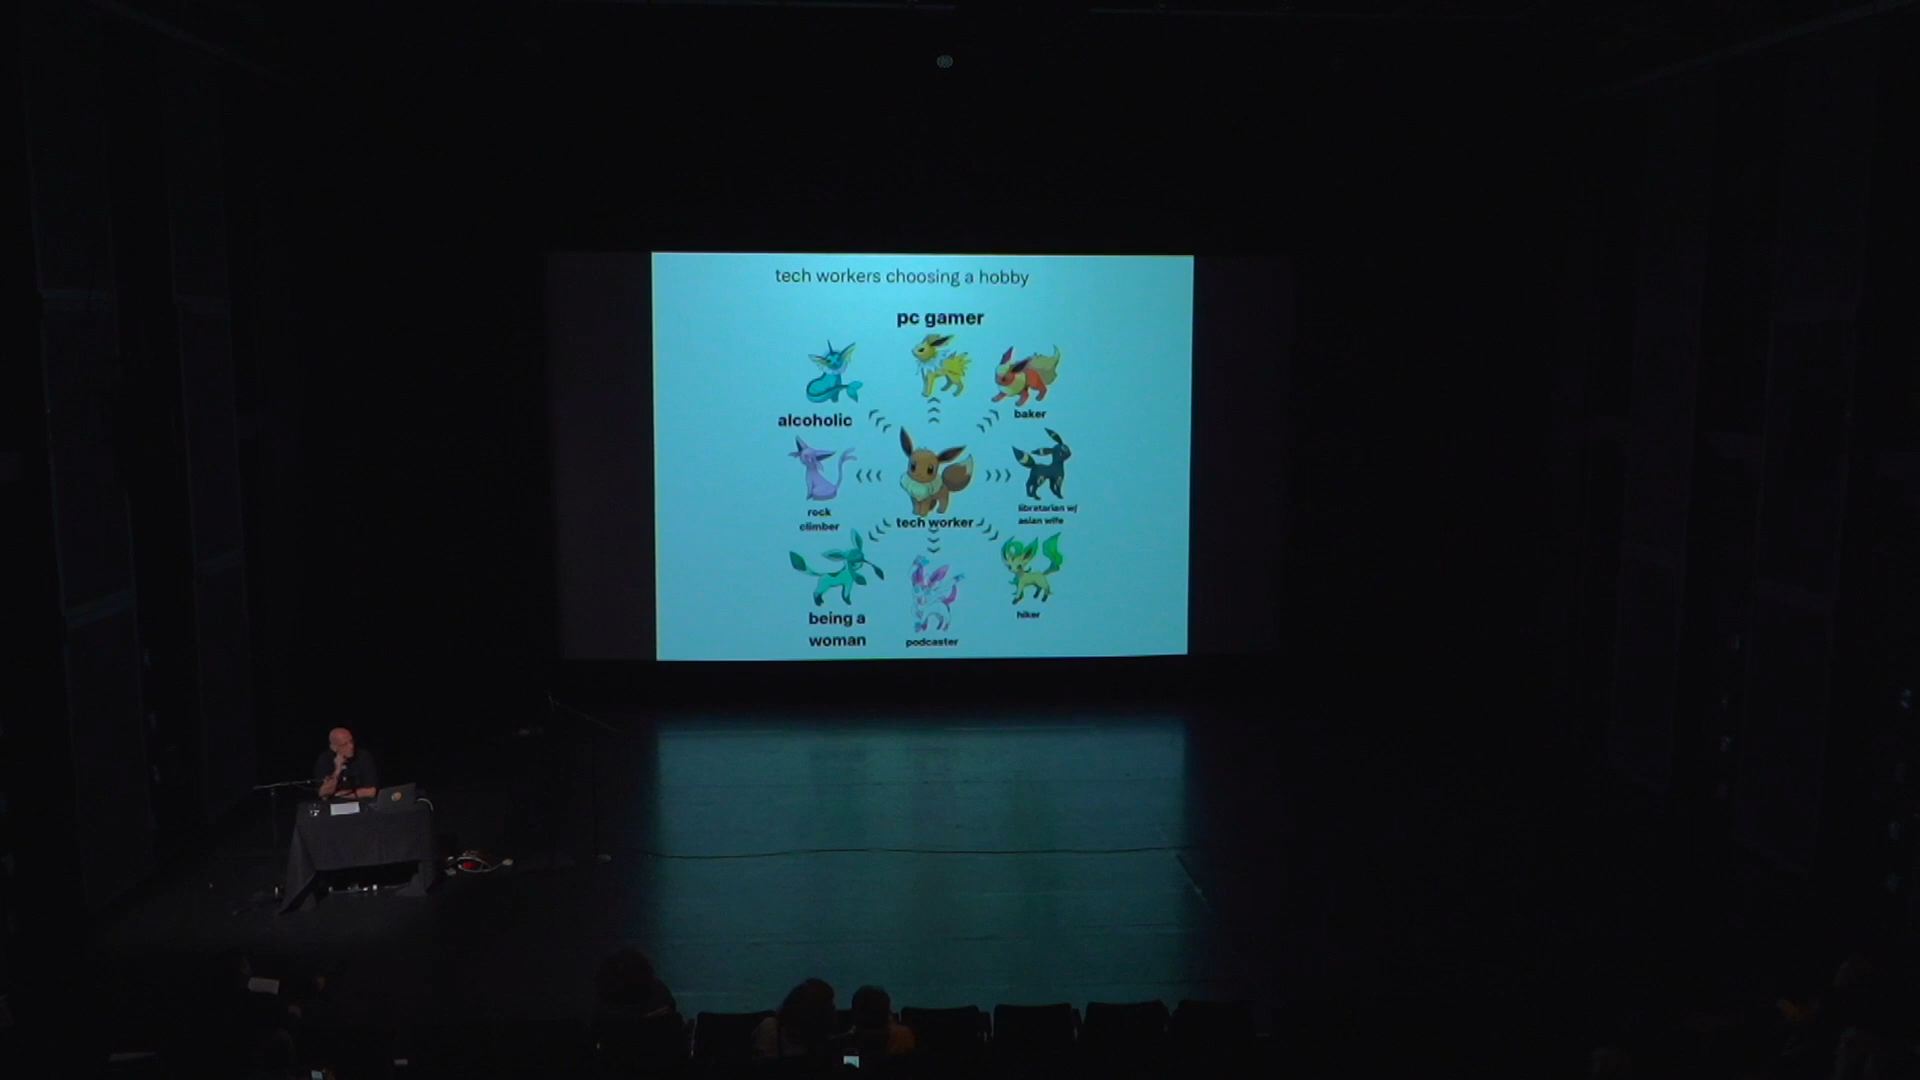 tech workers choosing a hobby
pc gamer
alcoholic
baker
rock
climber
tech worker
libratarian w/
asian wife
being a
woman
podcaster
hiker